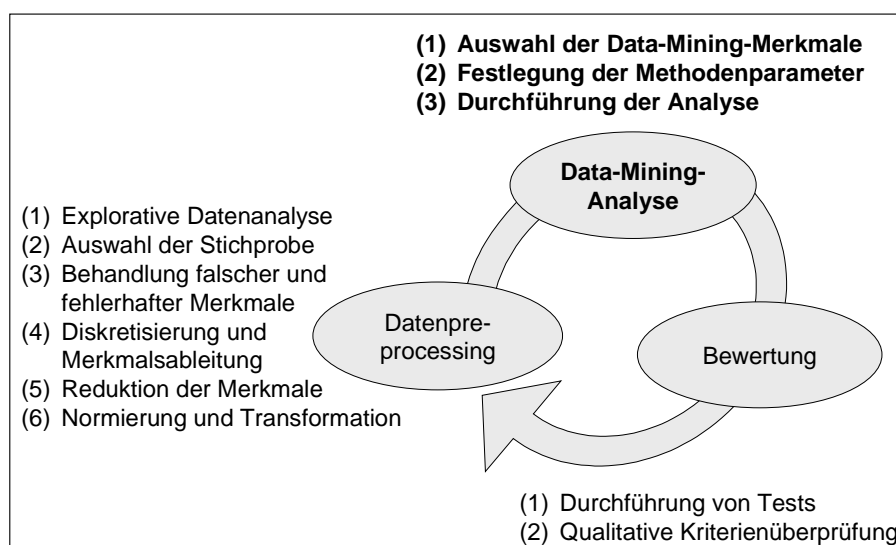 (1) Auswahl der Data-Mining-Merkmale
(2) Festlegung der Methodenparameter
(3) Durchführung der Analyse
Data-Mining-
Analyse
(1) Explorative Datenanalyse
(2) Auswahl der Stichprobe
(3) Behandlung falscher und
fehlerhafter Merkmale
(4) Diskretisierung und
Merkmalsableitung
(5) Reduktion der Merkmale
(6) Normierung und Transformation
Datenpre-
processing
Bewertung
(1) Durchführung von Tests
(2) Qualitative Kriterienüberprüfung